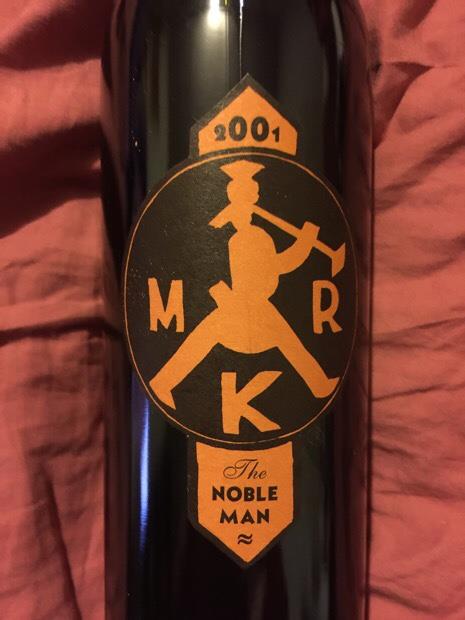 2001
M R
K
The
NOBLE
MAN
≈